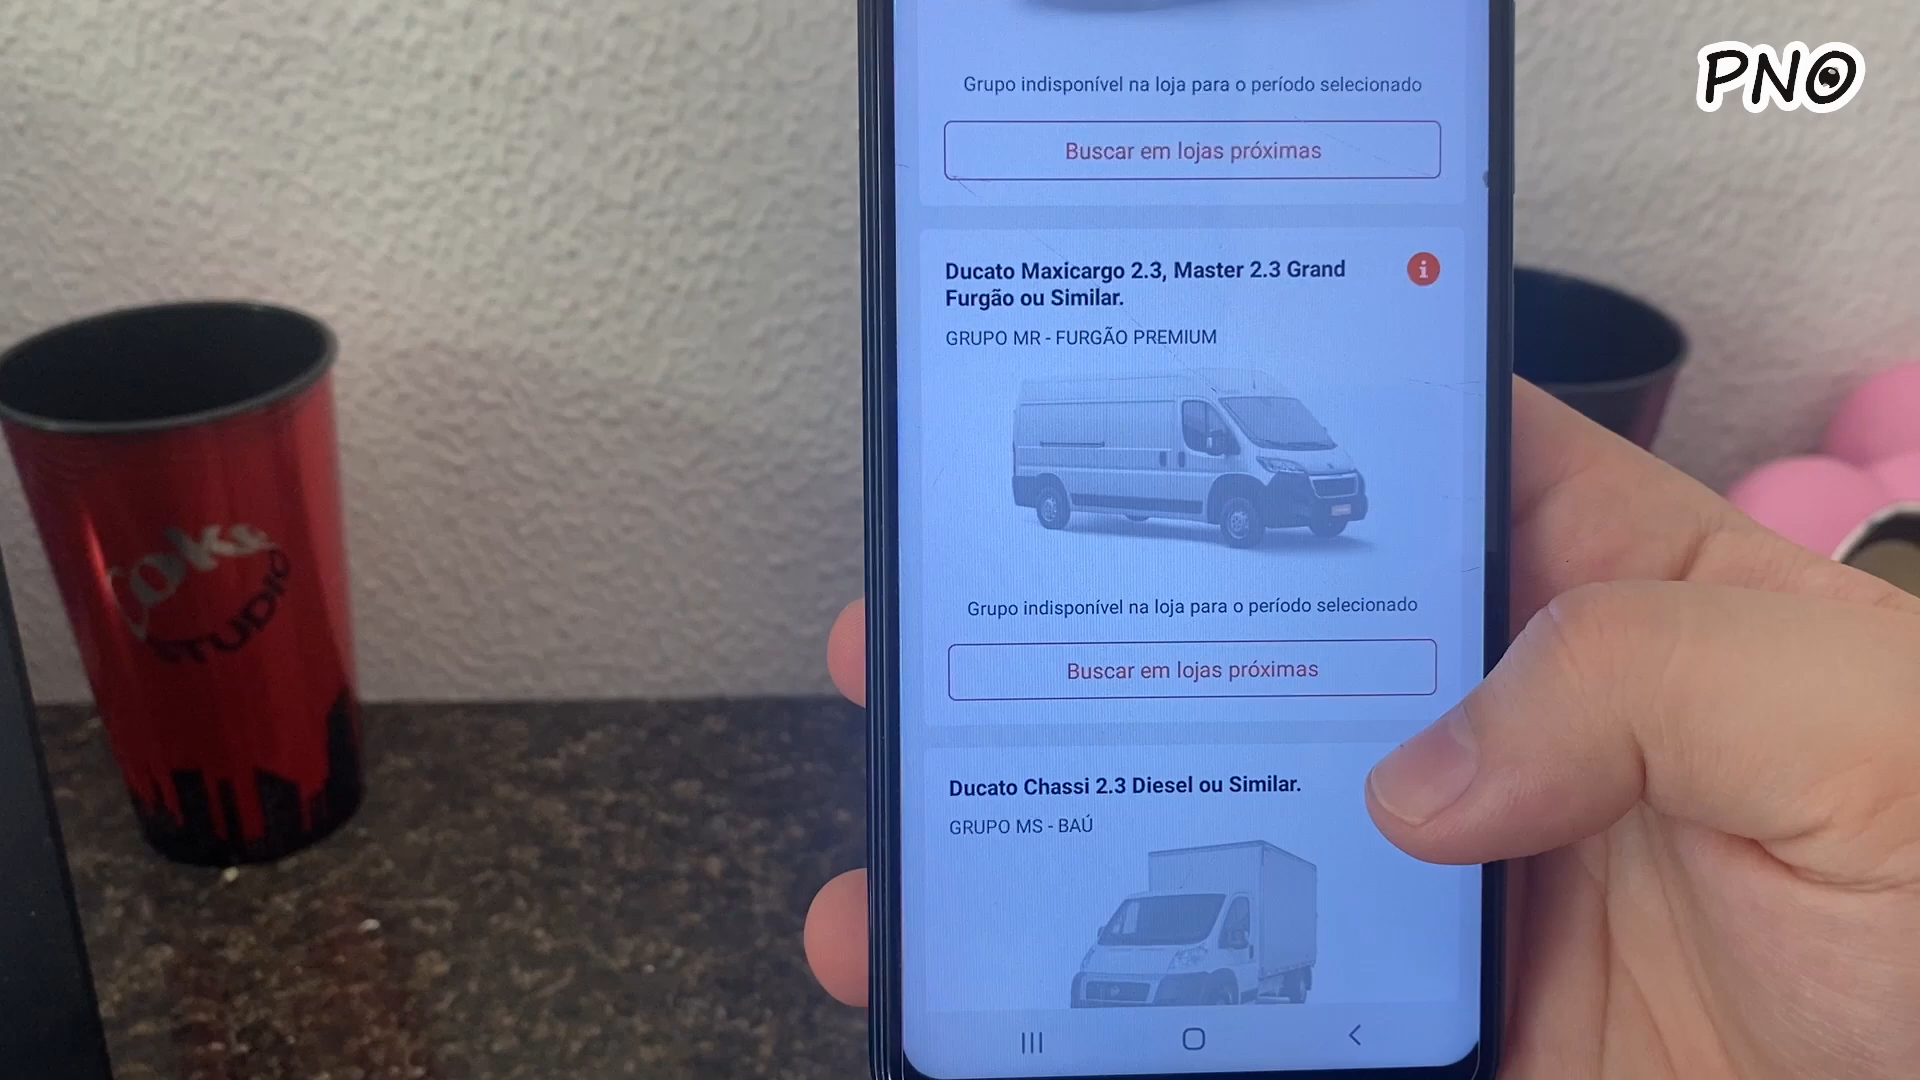 PNO
Grupo indisponível na loja para o período selecionado
Buscar em lojas próximas
Ducato Maxicargo 2.3, Master 2.3 Grand
Furgão ou Similar.
i
GRUPO MR - FURGÃO PREMIUM
Grupo indisponível na loja para o período selecionado
Buscar em lojas próximas
Ducato Chassi 2.3 Diesel ou Similar.
GRUPO MS - BAÚ
Coke
STUDIO